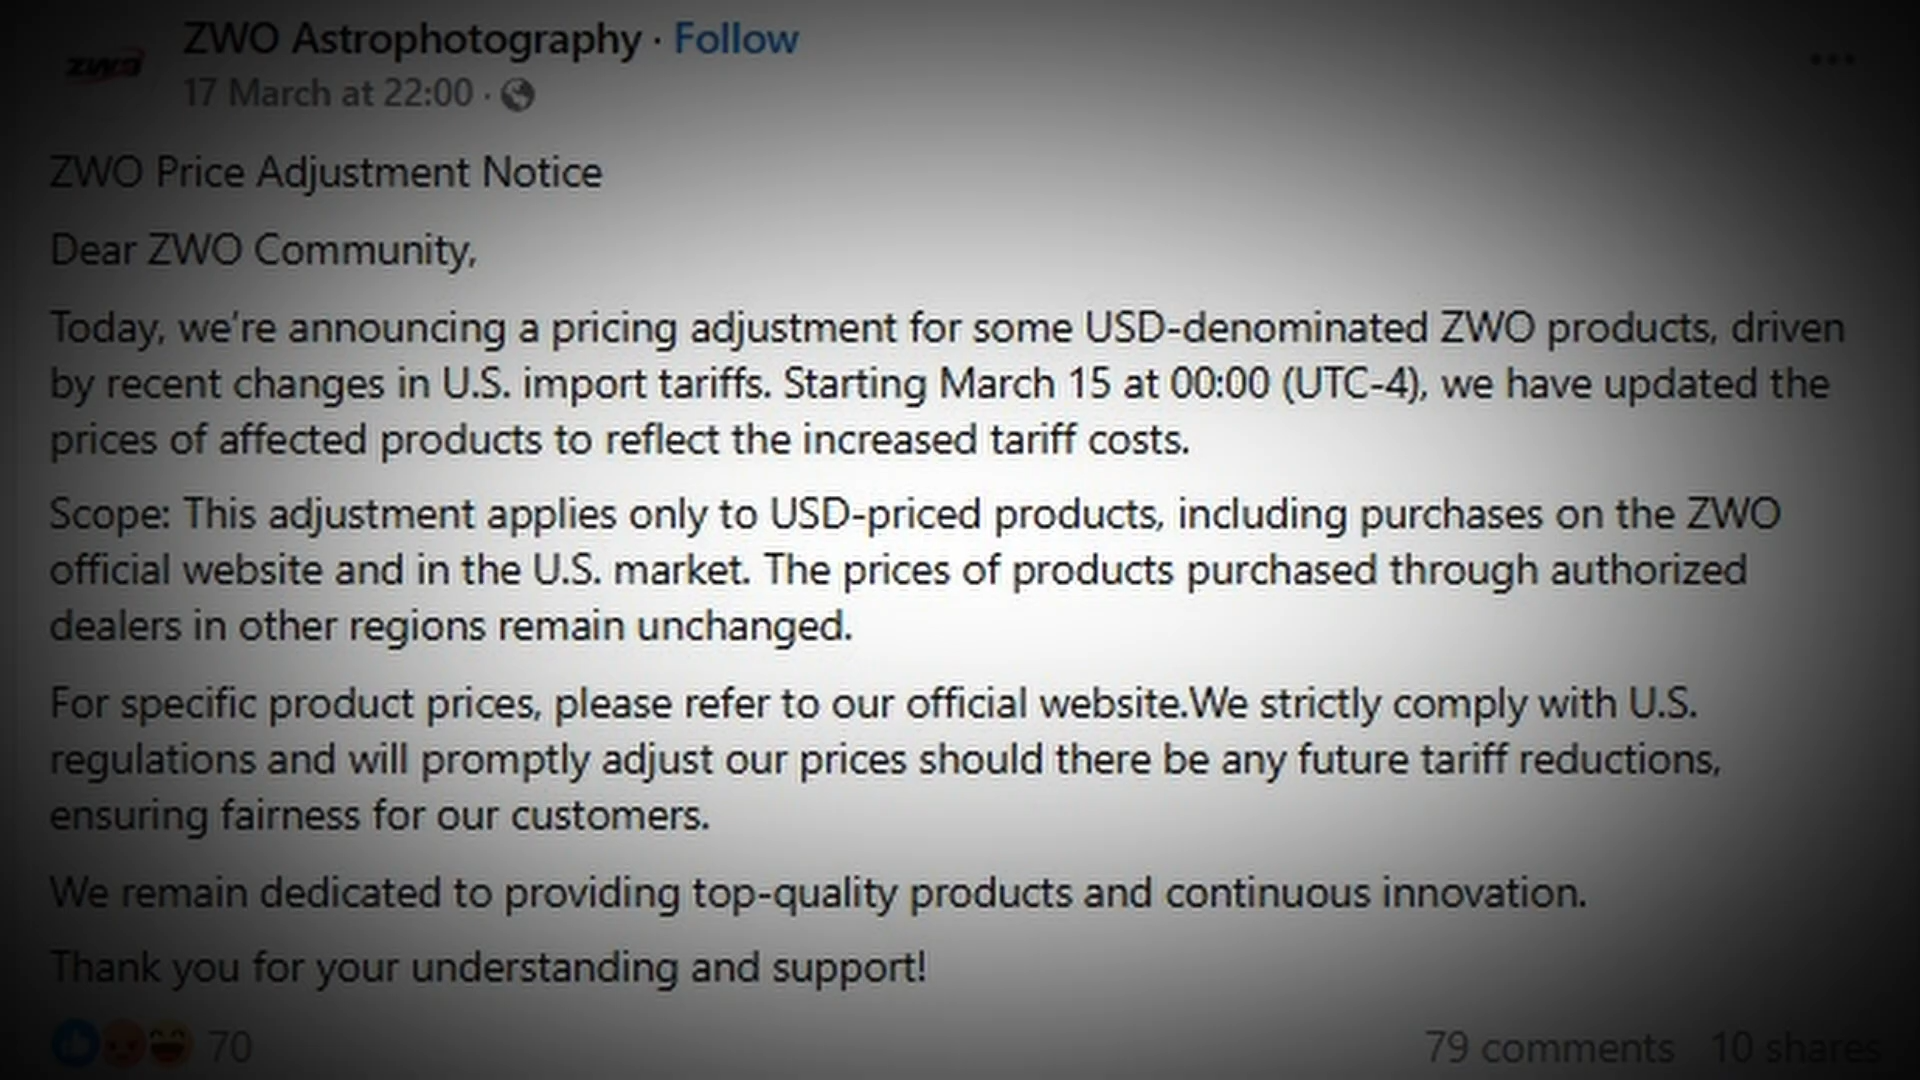 ZWO
ZWO Astrophotography · Follow
17 March at 22:00 ·
ZWO Price Adjustment Notice
Dear ZWO Community,
Today, we're announcing a pricing adjustment for some USD-denominated ZWO products, driven
by recent changes in U.S. import tariffs. Starting March 15 at 00:00 (UTC-4), we have updated the
prices of affected products to reflect the increased tariff costs.
Scope: This adjustment applies only to USD-priced products, including purchases on the ZWO
official website and in the U.S. market. The prices of products purchased through authorized
dealers in other regions remain unchanged.
For specific product prices, please refer to our official website.We strictly comply with U.S.
regulations and will promptly adjust our prices should there be any future tariff reductions,
ensuring fairness for our customers.
We remain dedicated to providing top-quality products and continuous innovation.
Thank you for your understanding and support!
70
79 comments 10 shares